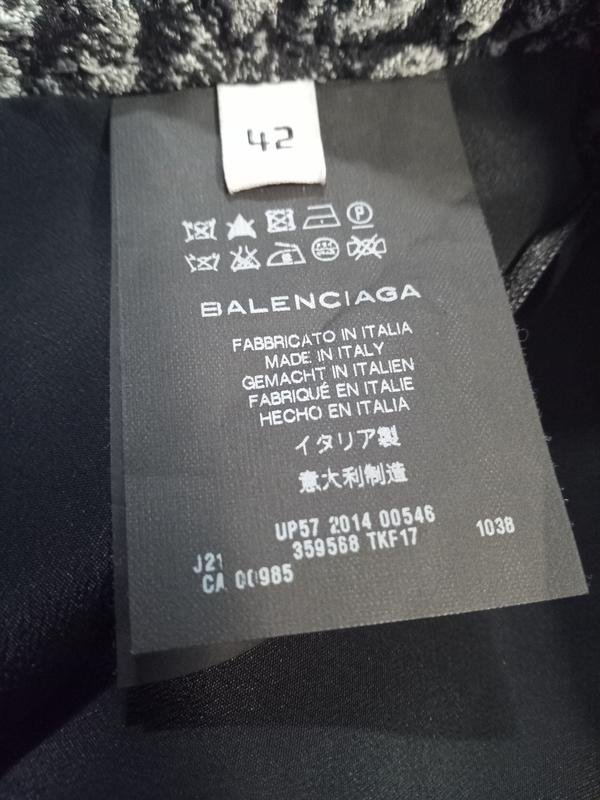 42
BALENCIAGA
FABBRICATO IN ITALIA
MADE IN ITALY
GEMACHT IN ITALIEN
FABRIQUÉ EN ITALIE
HECHO EN ITALIA
イタリア製
意大利制造
UP57 2014 00546
J21 359568 TKF17 1038
CA 00985